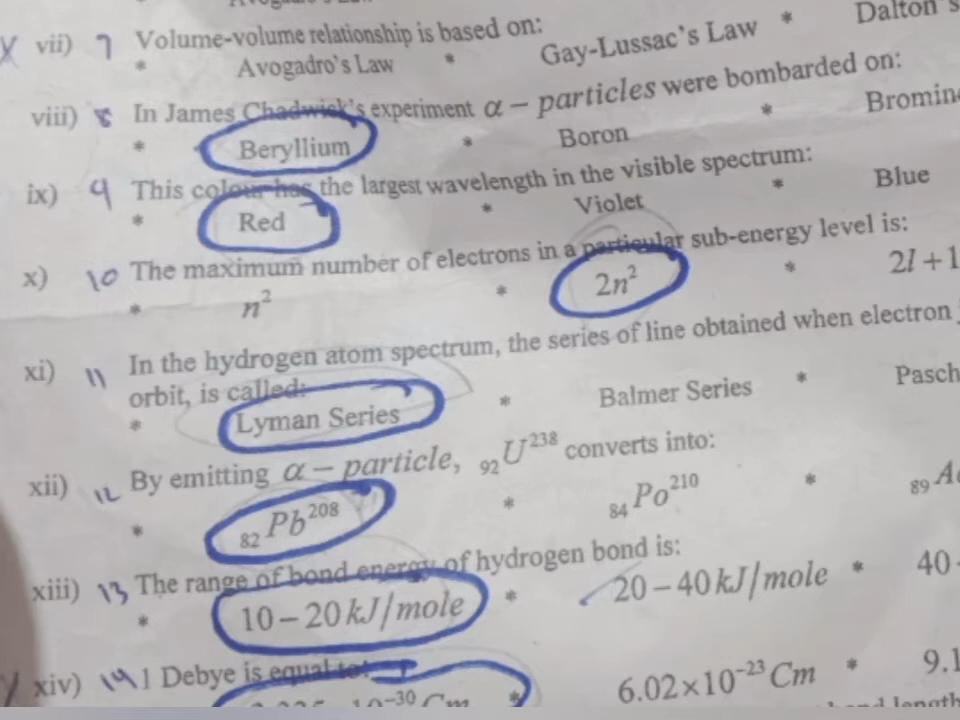 vii) 7 Volume-volume relationship is based on:
* Avogadro's Law * Gay-Lussac's Law * Dalton's
viii) 8 In James Chadwick's experiment α – particles were bombarded on:
* Beryllium * Boron * Bromine
ix) 9 This colour has the largest wavelength in the visible spectrum:
* Red * Violet * Blue
x) 10 The maximum number of electrons in a particular sub-energy level is:
* n² * 2n² * 2l + 1
xi) 11 In the hydrogen atom spectrum, the series of line obtained when electron
orbit, is called:
* Lyman Series * Balmer Series * Pasch
xii) 12 By emitting α – particle, ₉₂U²³⁸ converts into:
* ₈₂Pb²⁰⁸ * ₈₄Po²¹⁰ * ₈₉Ac
xiii) 13 The range of bond energy of hydrogen bond is:
* 10 – 20 kJ/mole * 20 – 40 kJ/mole * 40
xiv) 14 1 Debye is equal to:
10⁻³⁰ Cm * 6.02×10⁻²³ Cm * 9.1